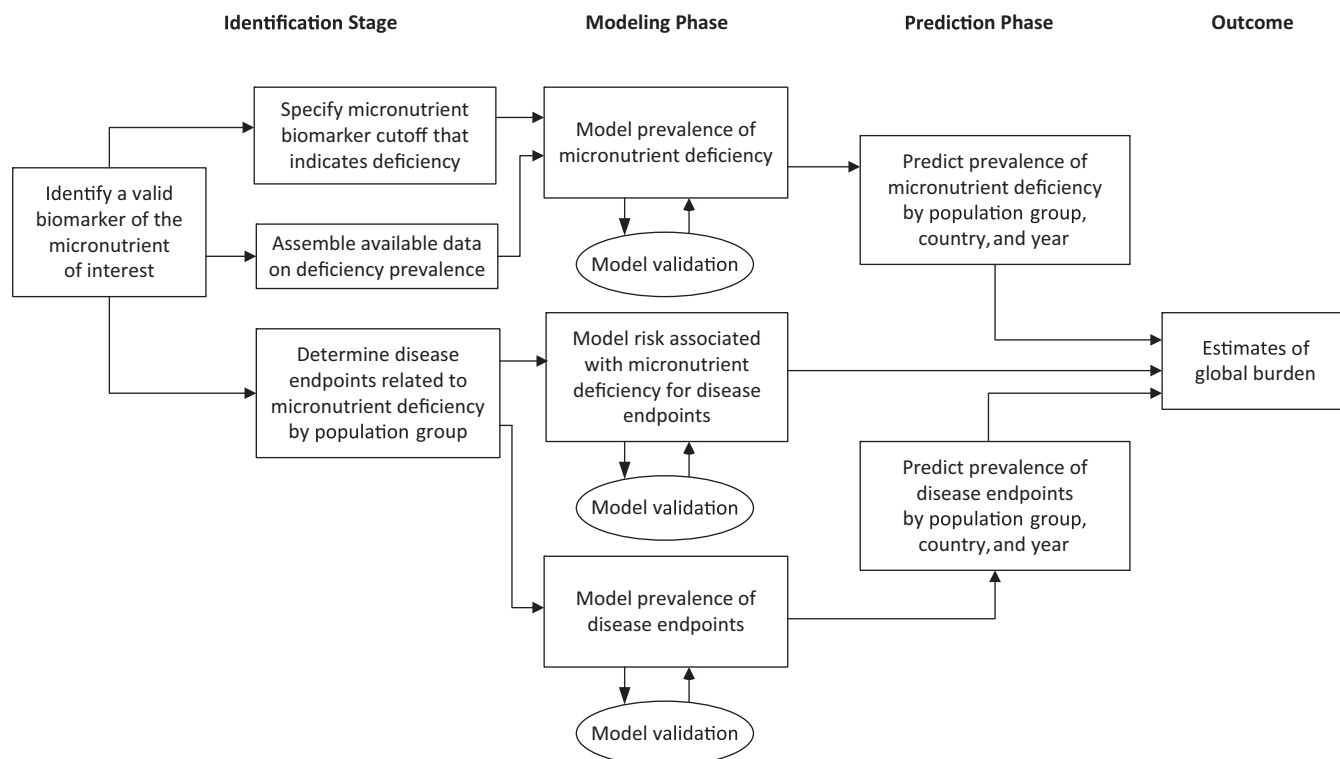 Identification Stage
Modeling Phase
Prediction Phase
Outcome
Identify a valid
biomarker of the
micronutrient
of interest
Specify micronutrient
biomarker cutoff that
indicates deficiency
Assemble available data
on deficiency prevalence
Determine disease
endpoints related to
micronutrient deficiency
by population group
Model prevalence of
micronutrient deficiency
Model validation
Model risk associated
with micronutrient
deficiency for disease
endpoints
Model validation
Model prevalence of
disease endpoints
Model validation
Predict prevalence of
micronutrient deficiency
by population group,
country, and year
Predict prevalence of
disease endpoints
by population group,
country, and year
Estimates of
global burden